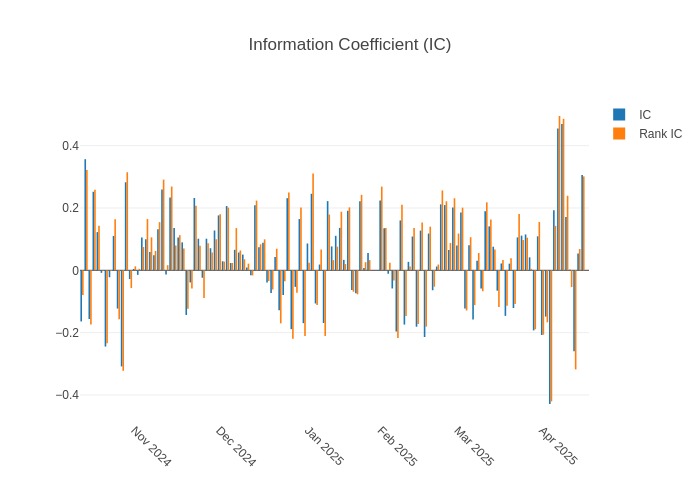 Information Coefficient (IC)
IC
Rank IC
0.4
0.2
0
−0.2
−0.4
Nov 2024
Dec 2024
Jan 2025
Feb 2025
Mar 2025
Apr 2025